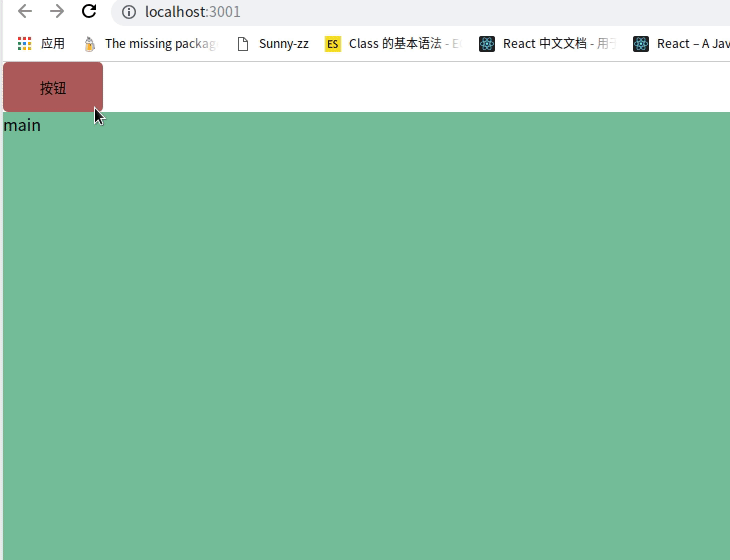 localhost:3001
应用 The missing packag Sunny-zz ES Class 的基本语法 - E React 中文文档 - 用于 React – A Jav
按钮
main